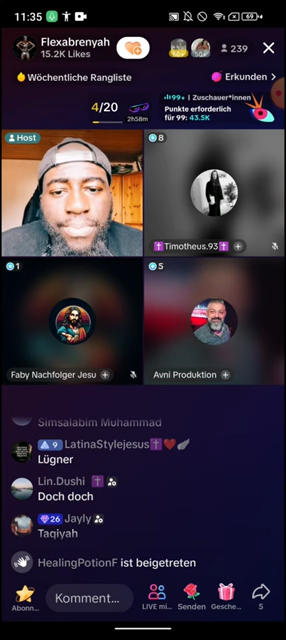 11:35
69
Flexabrenyah
15.2K Likes
239
Wöchentliche Rangliste
Erkunden >
4/20
2h58m
99+ | Zuschauer*innen
Punkte erforderlich
für 99: 43.5K
Host
8
Timotheus.93
1
Faby Nachfolger Jesu
5
Avni Produktion
Simsalabim Muhammad
9 LatinaStylejesus
Lügner
Lin.Dushi
Doch doch
26 Jayly
Taqiyah
HealingPotionF ist beigetreten
Abonn...
Komment...
LIVE mi...
Senden
Gesche...
5